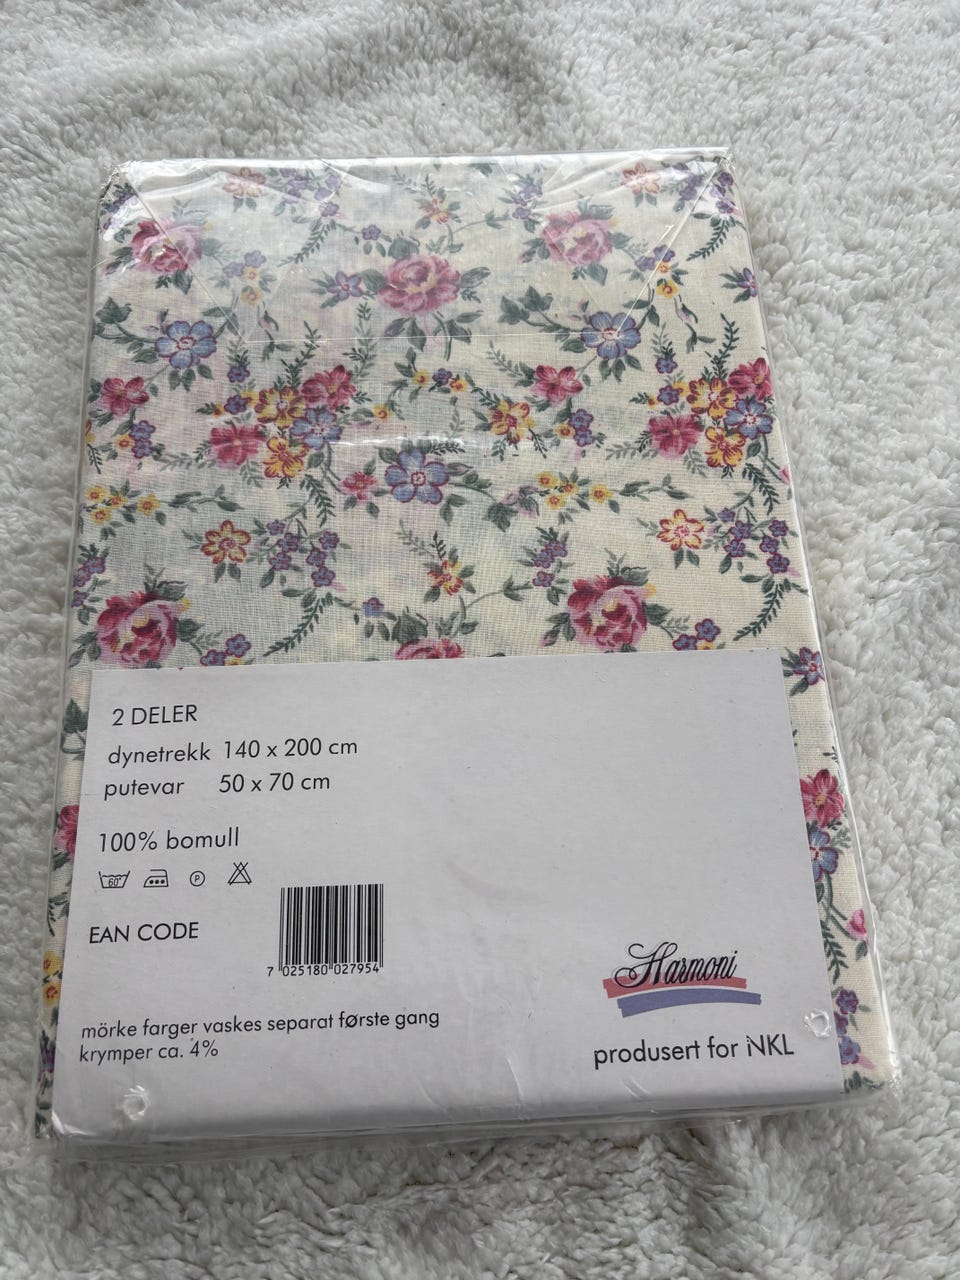 2 DELER
dynetrekk 140 x 200 cm
putevar 50 x 70 cm
100% bomull
60° P
EAN CODE
7 025180 027954
Harmoni
mörke farger vaskes separat første gang
krymper ca. 4%
produsert for NKL